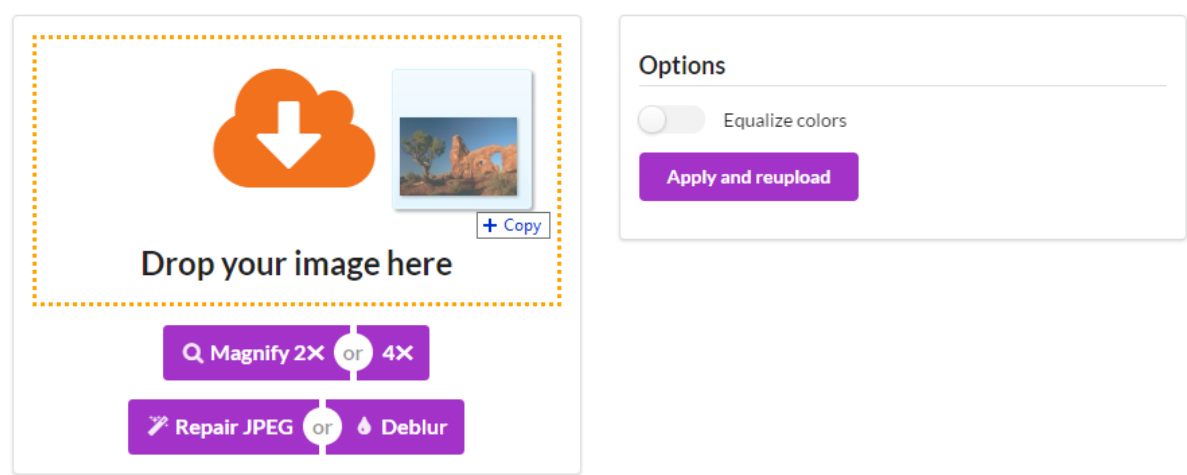 Copy
Drop your image here
Magnify 2× or 4×
Repair JPEG or Deblur
Options
Equalize colors
Apply and reupload